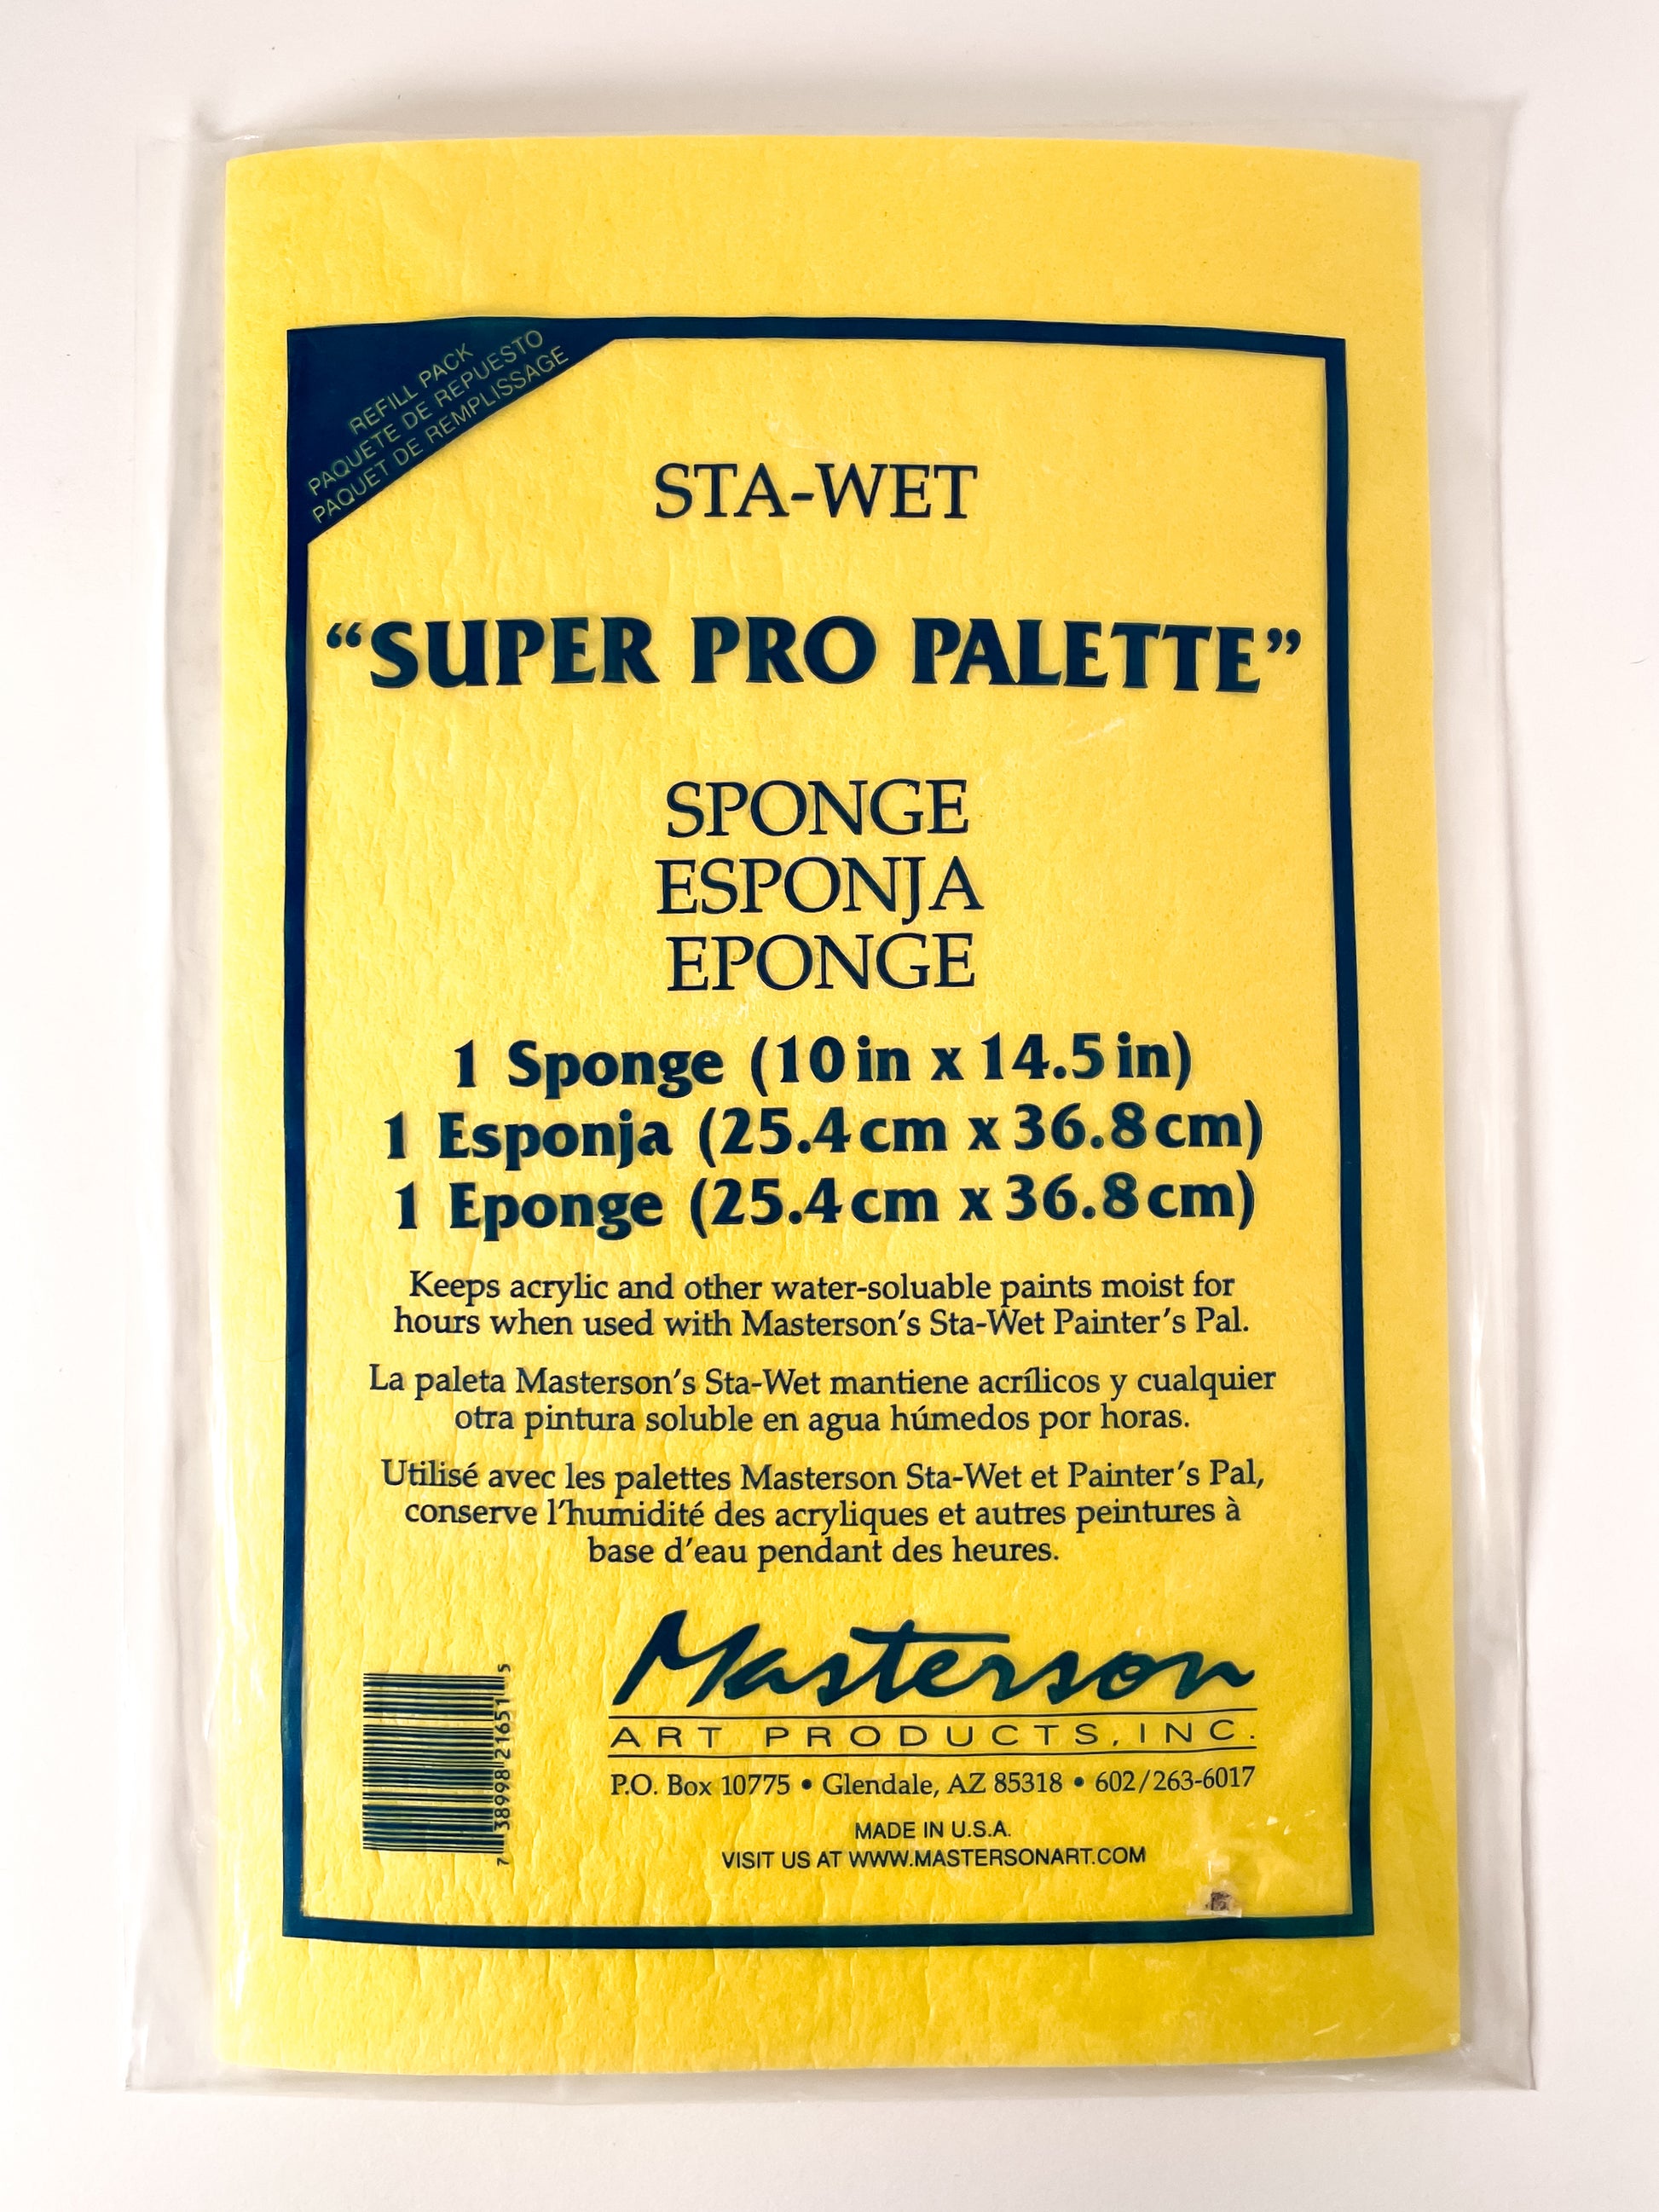 REFILL PACK
PAQUETE DE REPUESTO
PAQUET DE REMPLISSAGE
STA-WET
“SUPER PRO PALETTE”
SPONGE
ESPONJA
EPONGE
1 Sponge (10 in x 14.5 in)
1 Esponja (25.4 cm x 36.8 cm)
1 Eponge (25.4 cm x 36.8 cm)
Keeps acrylic and other water-soluable paints moist for
hours when used with Masterson’s Sta-Wet Painter’s Pal.
La paleta Masterson’s Sta-Wet mantiene acrílicos y cualquier
otra pintura soluble en agua húmedos por horas.
Utilisé avec les palettes Masterson Sta-Wet et Painter’s Pal,
conserve l’humidité des acryliques et autres peintures à
base d’eau pendant des heures.
Masterson
ART PRODUCTS, INC.
P.O. Box 10775 • Glendale, AZ 85318 • 602/263-6017
MADE IN U.S.A.
VISIT US AT WWW.MASTERSONART.COM
7 38998 21651 5